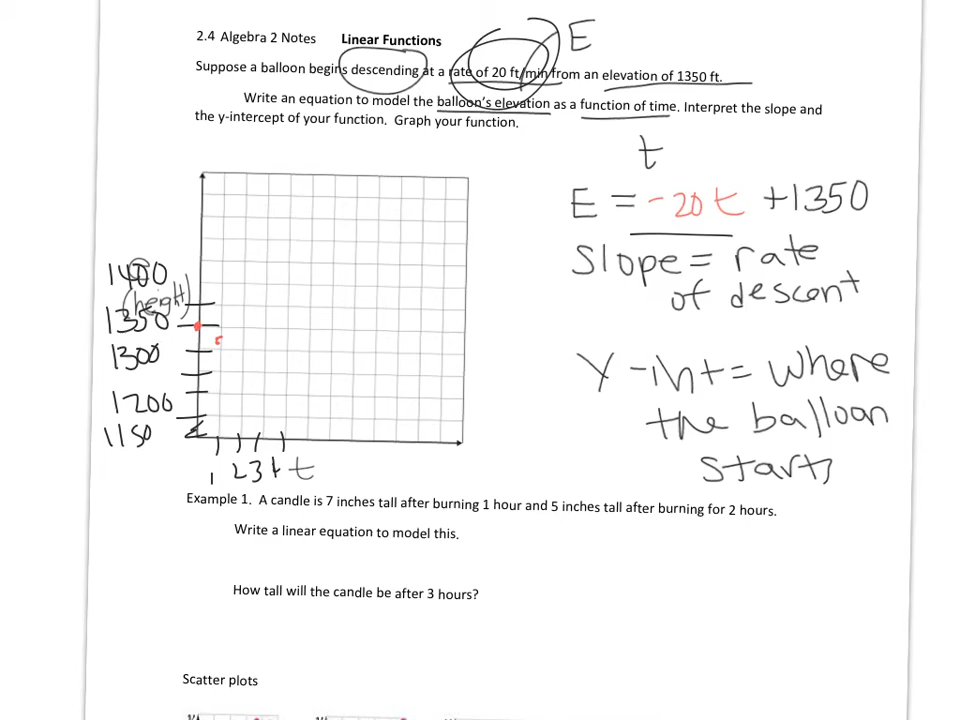 2.4 Algebra 2 Notes Linear Functions
E
Suppose a balloon begins descending at a rate of 20 ft/min from an elevation of 1350 ft.
Write an equation to model the balloon's elevation as a function of time. Interpret the slope and
the y-intercept of your function. Graph your function.
t
E = -20t +1350
Slope = rate
of descent
Y-int = where
the balloon
starts
1400
(height)
1350
1300
1200
1150
1 2 3 4 t
Example 1. A candle is 7 inches tall after burning 1 hour and 5 inches tall after burning for 2 hours.
Write a linear equation to model this.
How tall will the candle be after 3 hours?
Scatter plots